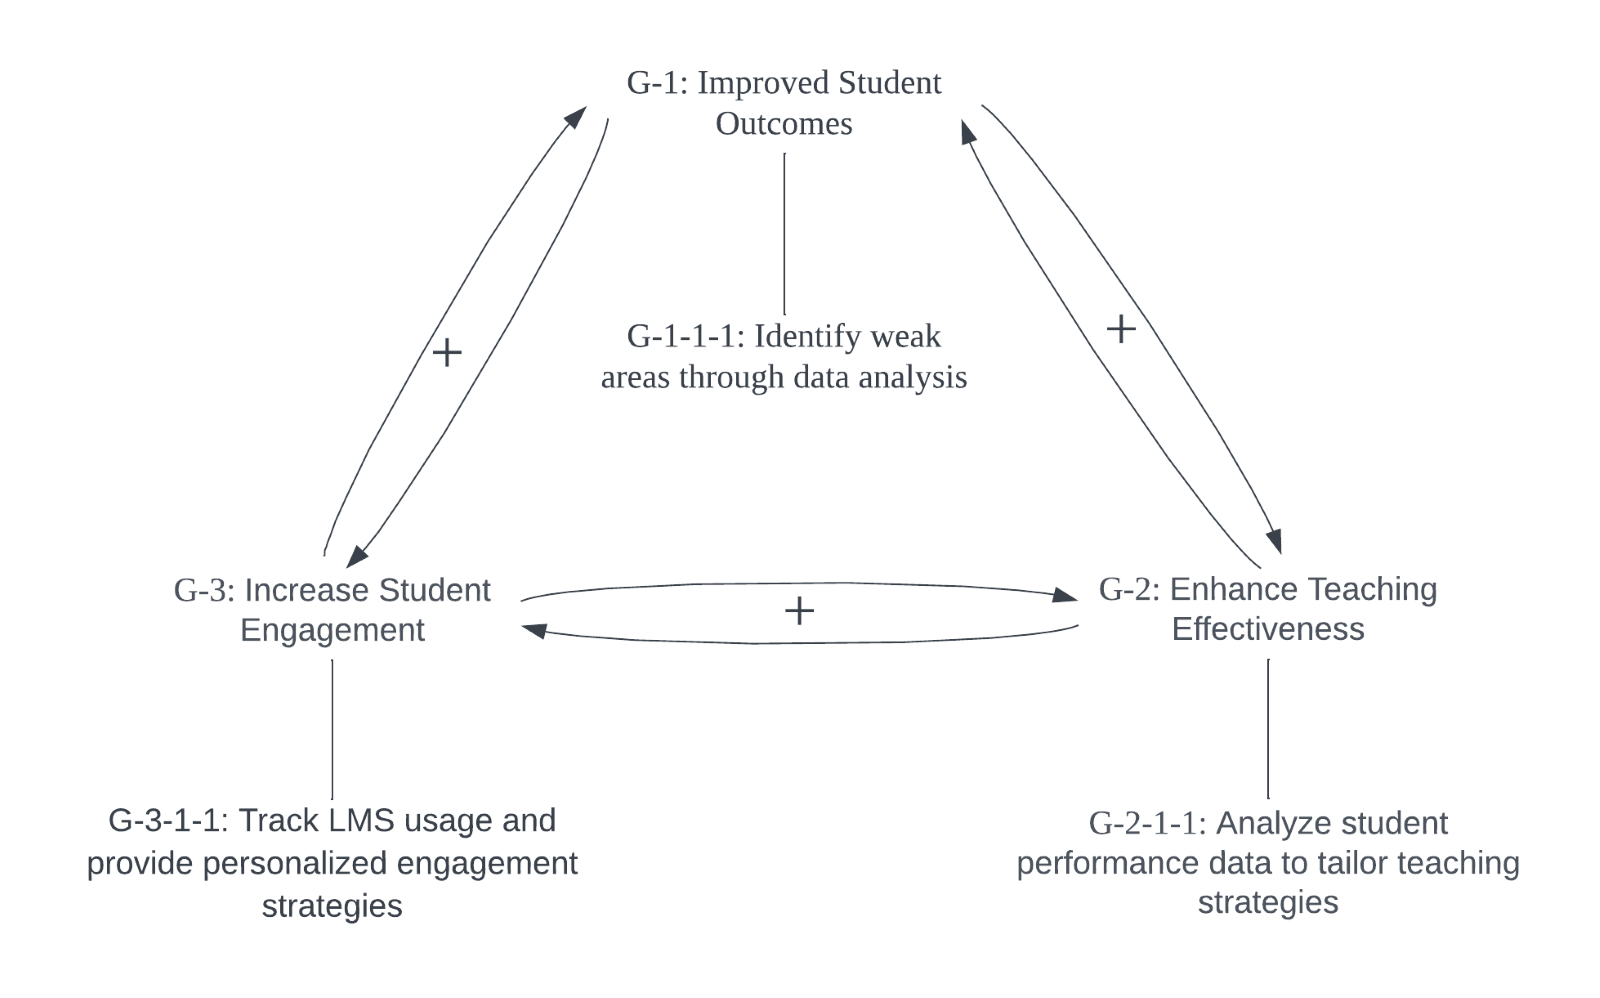 G-1: Improved Student
Outcomes
+
+
G-1-1-1: Identify weak
areas through data analysis
G-3: Increase Student
Engagement
+
G-2: Enhance Teaching
Effectiveness
G-3-1-1: Track LMS usage and
provide personalized engagement
strategies
G-2-1-1: Analyze student
performance data to tailor teaching
strategies